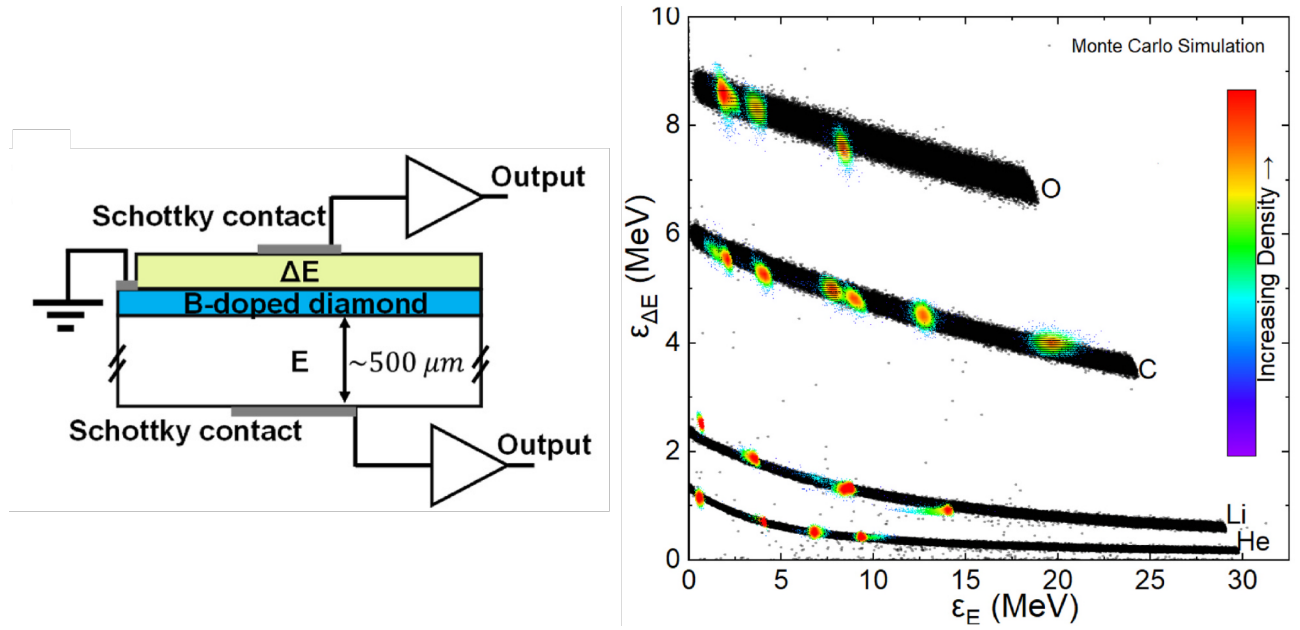 Output
Schottky contact
ΔE
B-doped diamond
E
~500 μm
Schottky contact
Output
10
8
6
4
2
0
ε_ΔE (MeV)
Monte Carlo Simulation
Increasing Density →
O
C
Li
He
0 5 10 15 20 25 30
ε_E (MeV)